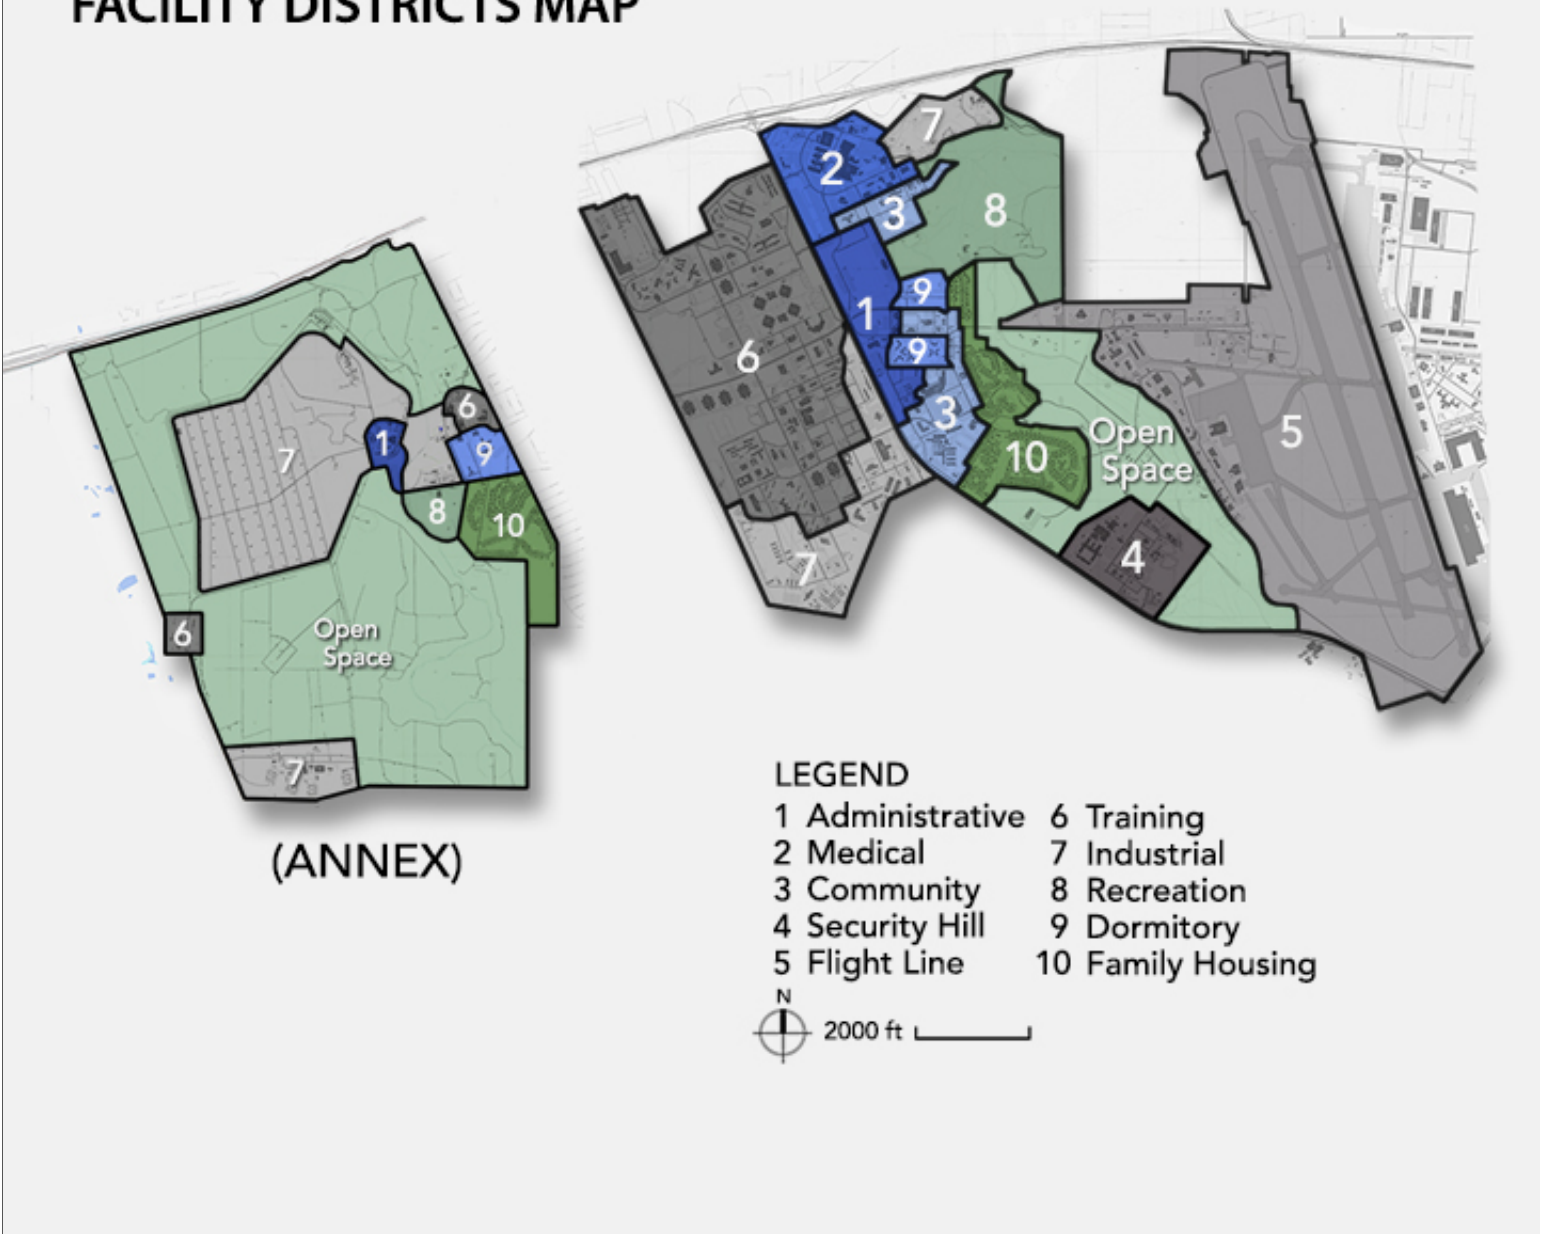 FACILITY DISTRICTS MAP
7
2
3
8
9
1
6
9
3
10
Open
Space
5
4
7
6
1
9
7
8
10
6
Open
Space
7
(ANNEX)
LEGEND
1 Administrative
2 Medical
3 Community
4 Security Hill
5 Flight Line
6 Training
7 Industrial
8 Recreation
9 Dormitory
10 Family Housing
N
2000 ft